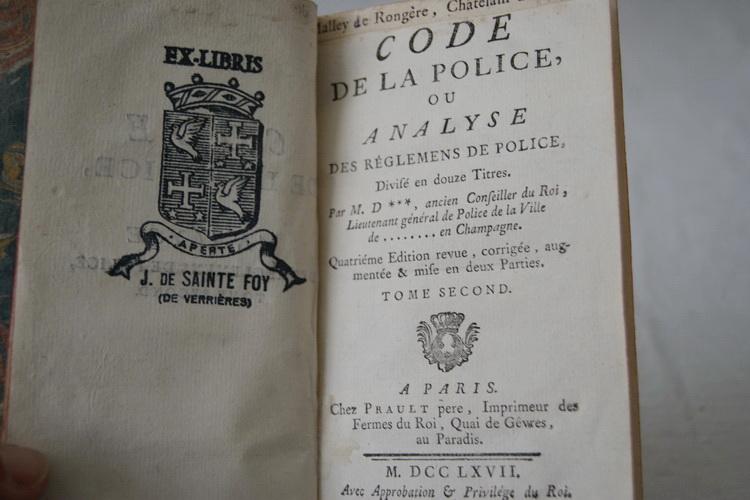 EX-LIBRIS
APERTE
J. DE SAINTE FOY
(DE VERRIÈRES)
alley de Rongère, Châtelain
CODE
DE LA POLICE,
OU
ANALYSE
DES RÉGLEMENS DE POLICE,
Divisé en douze Titres.
Par M. D ***, ancien Conseiller du Roi,
Lieutenant général de Police de la Ville
de ........ en Champagne.
Quatriéme Edition revue, corrigée, aug-
mentée & mise en deux Parties.
TOME SECOND.
A PARIS.
Chez PRAULT pere, Imprimeur des
Fermes du Roi, Quai de Gêvres,
au Paradis.
M. DCC LXVII.
Avec Approbation & Privilége du Roi.